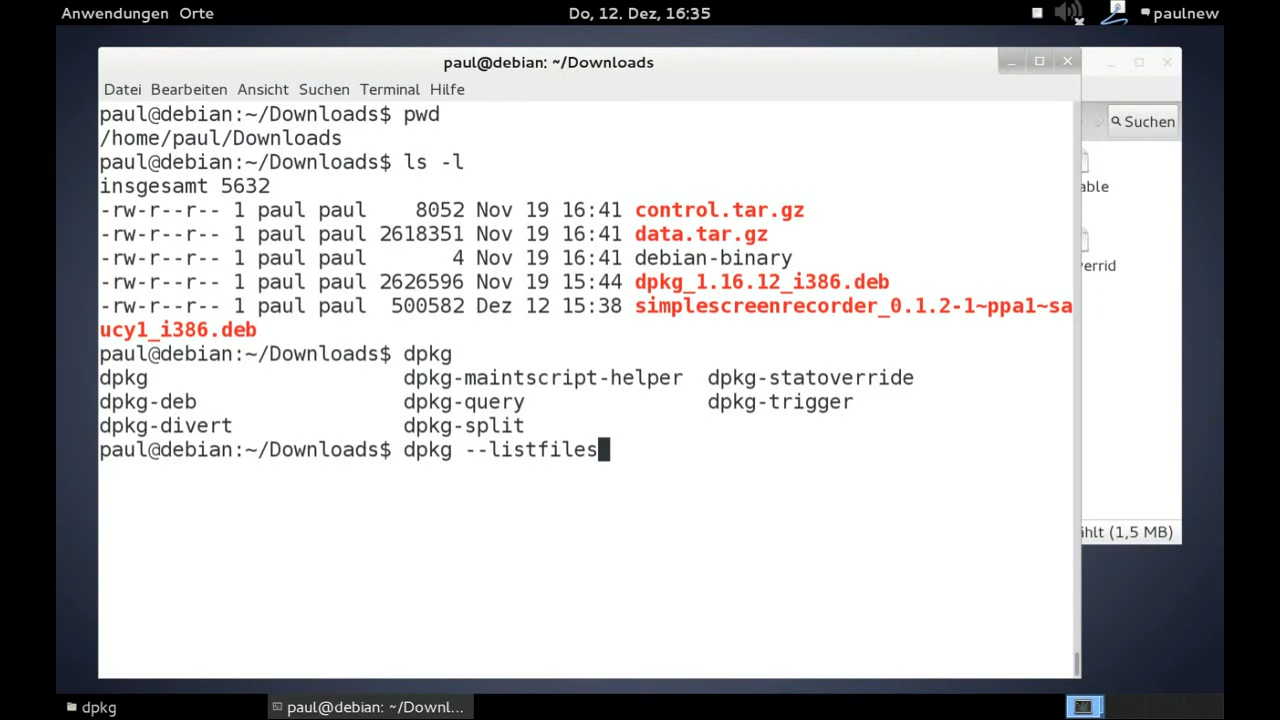 Anwendungen Orte
Do, 12. Dez, 16:35
paulnew
paul@debian: ~/Downloads
Datei Bearbeiten Ansicht Suchen Terminal Hilfe
paul@debian:~/Downloads$ pwd
/home/paul/Downloads
paul@debian:~/Downloads$ ls -l
insgesamt 5632
-rw-r--r-- 1 paul paul    8052 Nov 19 16:41 control.tar.gz
-rw-r--r-- 1 paul paul 2618351 Nov 19 16:41 data.tar.gz
-rw-r--r-- 1 paul paul       4 Nov 19 16:41 debian-binary
-rw-r--r-- 1 paul paul 2626596 Nov 19 15:44 dpkg_1.16.12_i386.deb
-rw-r--r-- 1 paul paul  500582 Dez 12 15:38 simplescreenrecorder_0.1.2-1~ppa1~sa
ucy1_i386.deb
paul@debian:~/Downloads$ dpkg
dpkg                     dpkg-maintscript-helper  dpkg-statoverride
dpkg-deb                 dpkg-query               dpkg-trigger
dpkg-divert              dpkg-split
paul@debian:~/Downloads$ dpkg --listfiles
Suchen
able
errid
ählt (1,5 MB)
dpkg
paul@debian: ~/Downl...